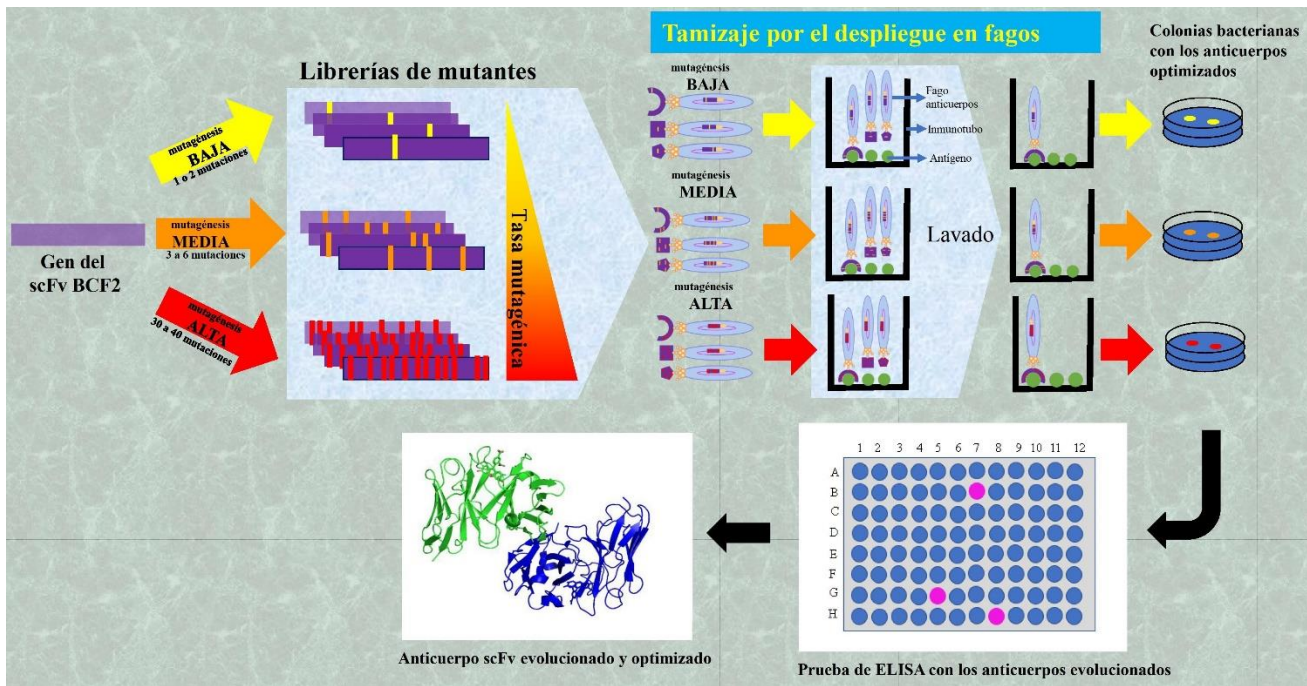 Tamizaje por el despliegue en fagos
Colonias bacterianas
con los anticuerpos
optimizados
Librerías de mutantes
mutagénesis
BAJA
1 o 2 mutaciones
mutagénesis
MEDIA
3 a 6 mutaciones
mutagénesis
ALTA
30 a 40 mutaciones
Gen del
scFv BCF2
Tasa mutagénica
mutagénesis
BAJA
mutagénesis
MEDIA
mutagénesis
ALTA
Fago
anticuerpos
Inmunotubo
Antígeno
Lavado
1 2 3 4 5 6 7 8 9 10 11 12
A
B
C
D
E
F
G
H
Anticuerpo scFv evolucionado y optimizado
Prueba de ELISA con los anticuerpos evolucionados